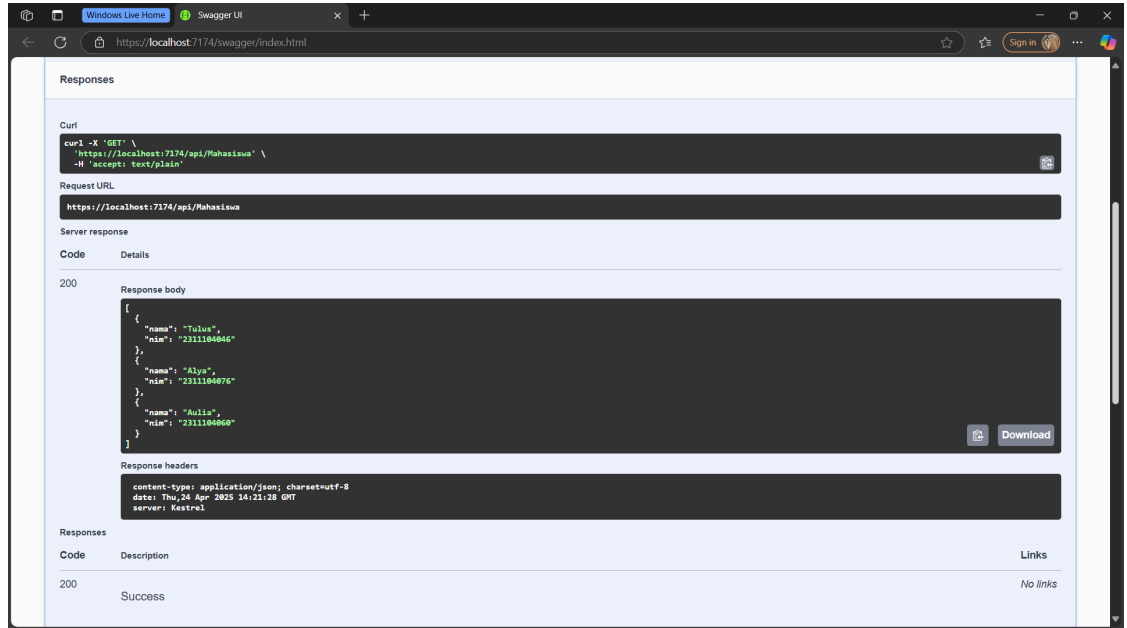 Windows Live Home
Swagger UI
https://localhost:7174/swagger/index.html
Sign in
Responses
Curl
curl -X 'GET' \
'https://localhost:7174/api/Mahasiswa' \
-H 'accept: text/plain'
Request URL
https://localhost:7174/api/Mahasiswa
Server response
Code Details
200
Response body
[
{
"nama": "Tulus",
"nim": "2311104046"
},
{
"nama": "Alya",
"nim": "2311104076"
},
{
"nama": "Aulia",
"nim": "2311104060"
}
]
Download
Response headers
content-type: application/json; charset=utf-8
date: Thu,24 Apr 2025 14:21:28 GMT
server: Kestrel
Responses
Code Description Links
200 No links
Success